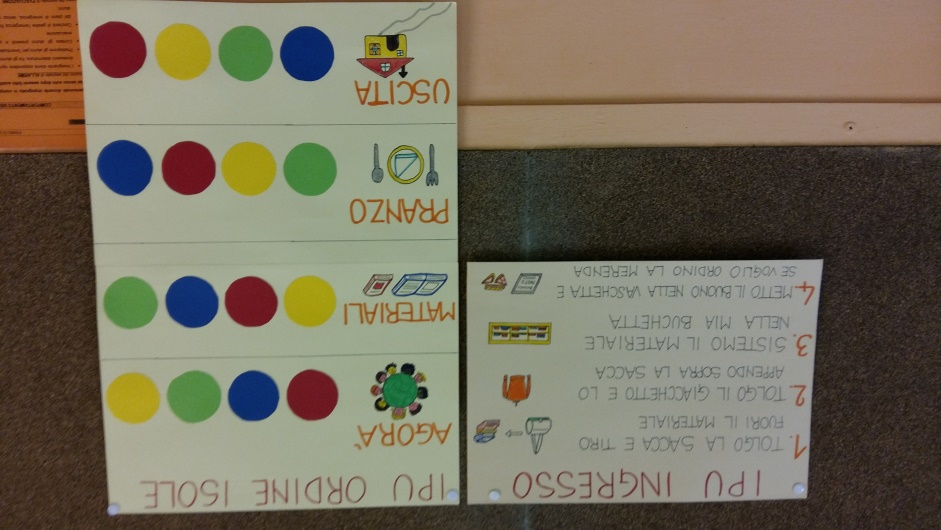 IPU INGRESSO
1. TOLGO LA SACCA E TIRO
FUORI IL MATERIALE
2. TOLGO IL GIACCHETTO E LO
APPENDO SOPRA LA SACCA
3. SISTEMO IL MATERIALE
NELLA MIA BUCHETTA
4. METTO IL BUONO NELLA VASCHETTA E
SE VOGLIO ORDINO LA MERENDA
IPU ORDINE ISOLE
AGORÀ
MATERIALI
PRANZO
USCITA